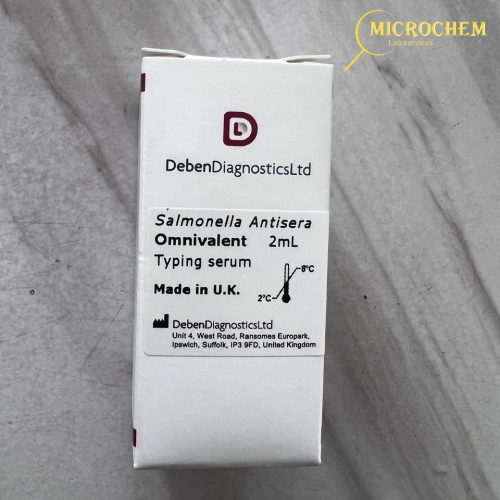 MICROCHEM
Lab services
DL
DebenDiagnosticsLtd
Salmonella Antisera
Omnivalent 2mL
Typing serum
8°C
Made in U.K.
2°C
DebenDiagnosticsLtd
Unit 4, West Road, Ransomes Europark,
Ipswich, Suffolk, IP3 9FD, United Kingdom